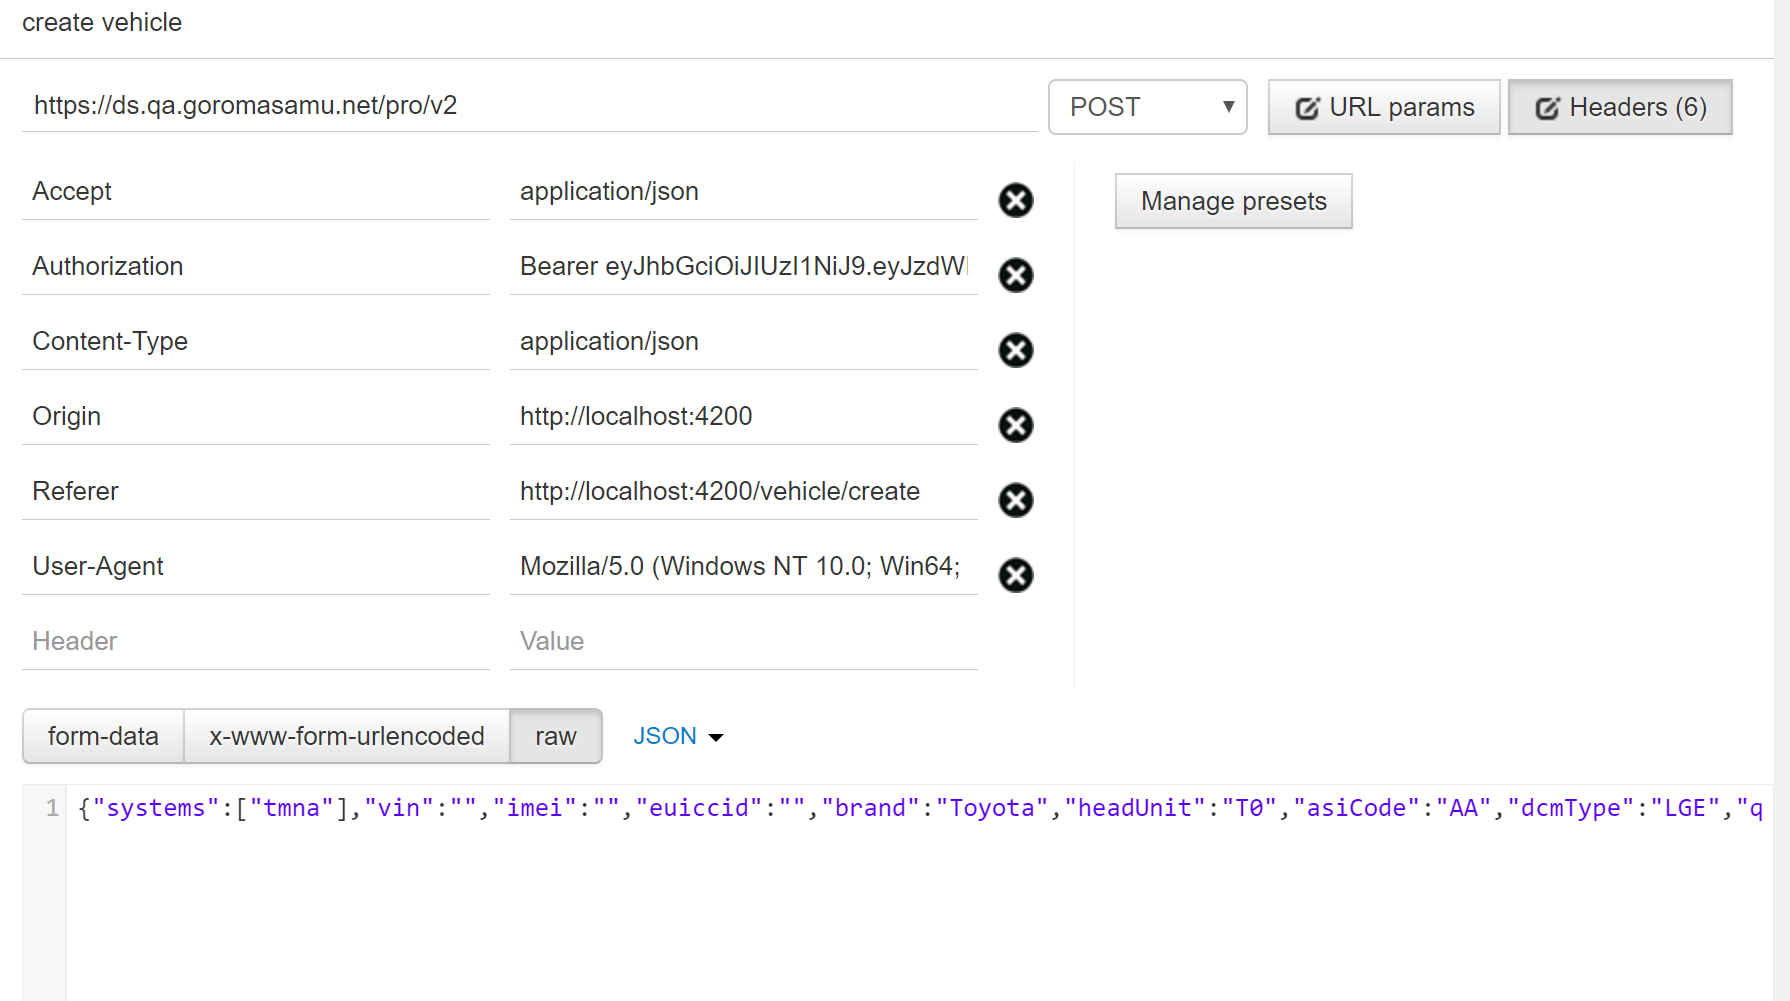 create vehicle
https://ds.qa.goromasamu.net/pro/v2 POST URL params Headers (6)
Accept application/json Manage presets
Authorization Bearer eyJhbGciOiJIUzI1NiJ9.eyJzdW
Content-Type application/json
Origin http://localhost:4200
Referer http://localhost:4200/vehicle/create
User-Agent Mozilla/5.0 (Windows NT 10.0; Win64;
Header Value
form-data x-www-form-urlencoded raw JSON
1 {"systems":["tmna"],"vin":"","imei":"","euiccid":"","brand":"Toyota","headUnit":"T0","asiCode":"AA","dcmType":"LGE","q